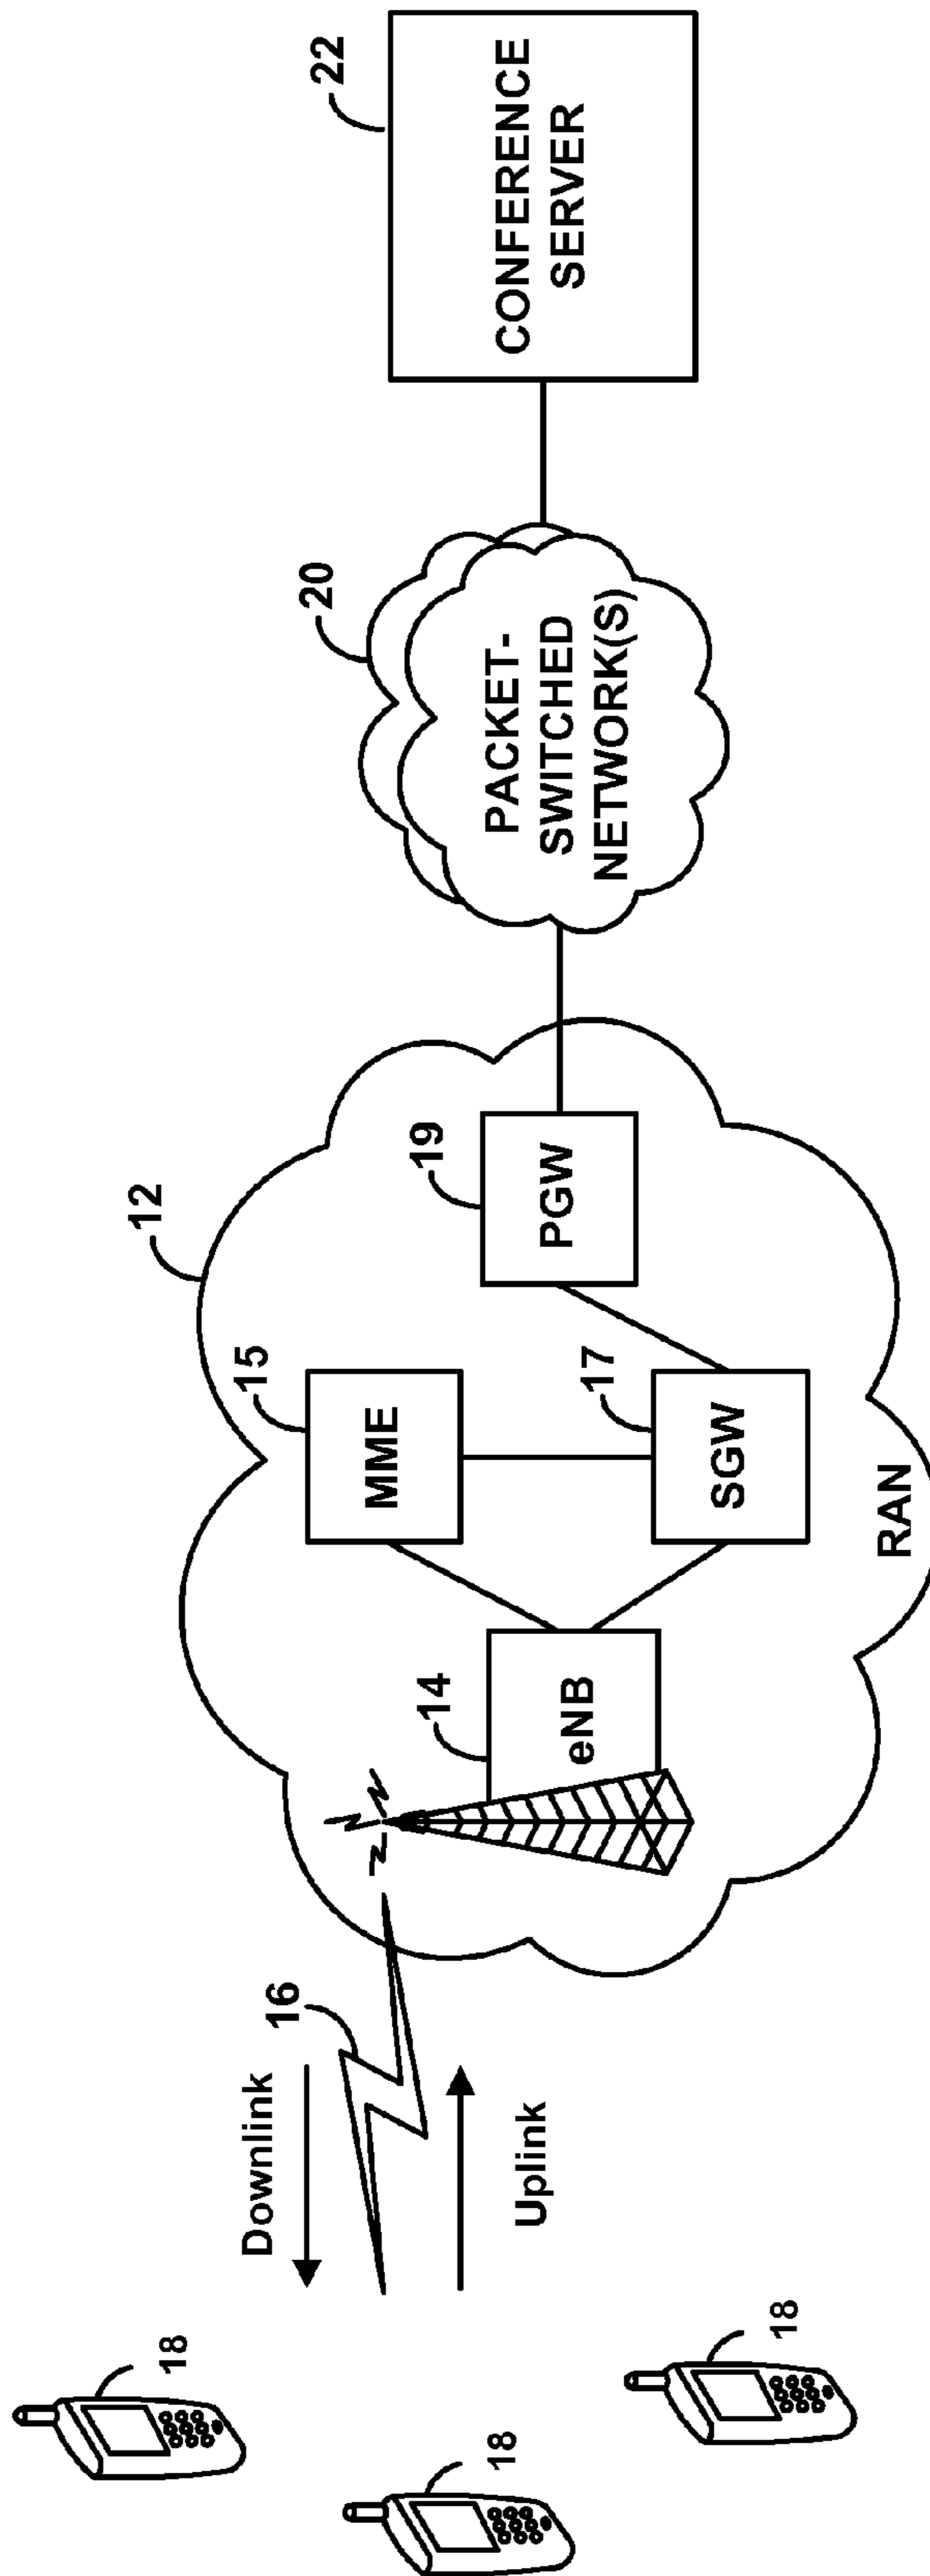 18
18
18
Downlink
16
Uplink
12
14
eNB
15
MME
17
SGW
19
PGW
RAN
20
PACKET-
SWITCHED
NETWORK(S)
22
CONFERENCE
SERVER